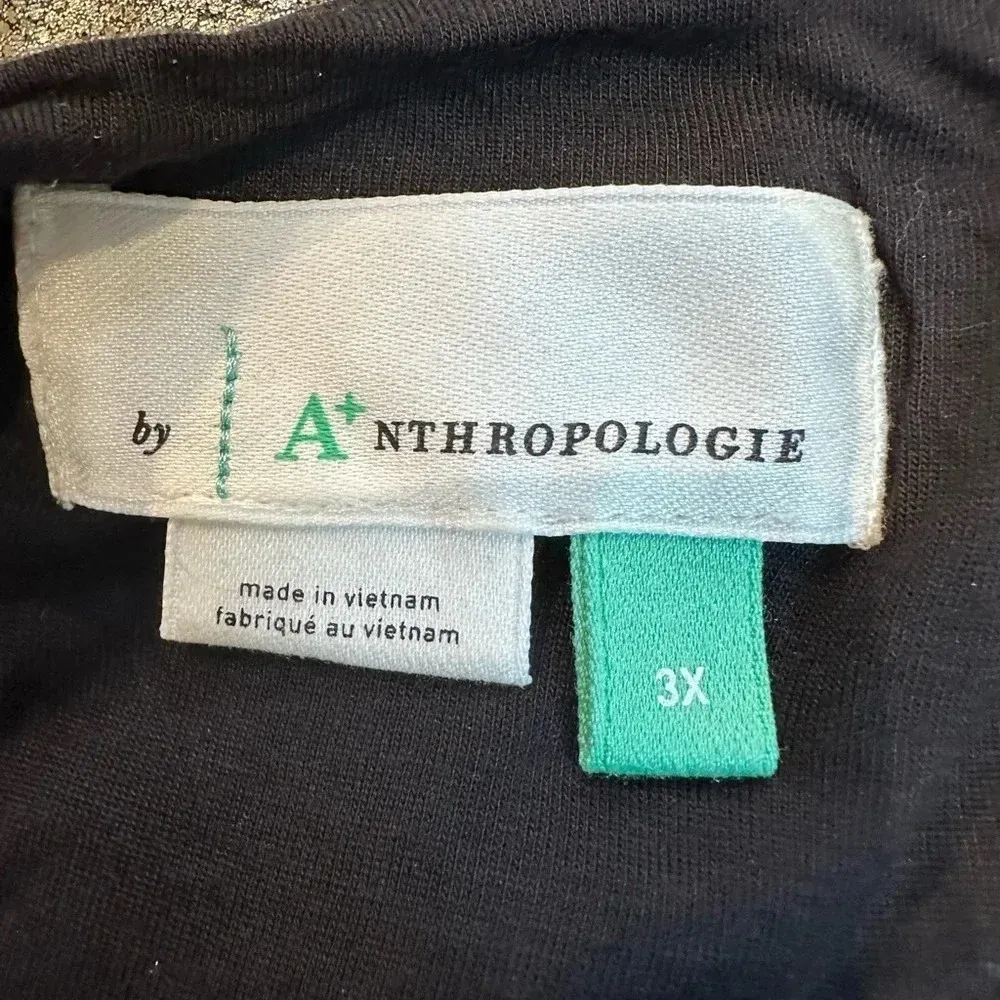 by A+NTHROPOLOGIE
made in vietnam
fabriqué au vietnam
3X